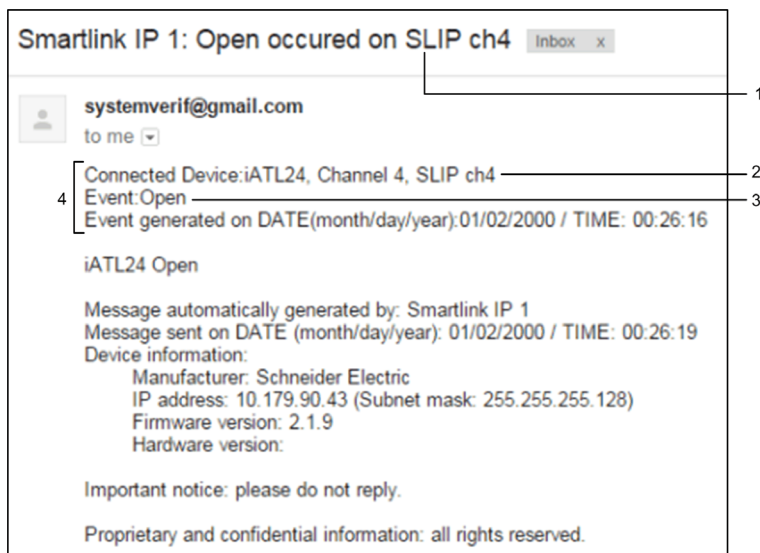 Smartlink IP 1: Open occured on SLIP ch4 Inbox x
1
systemverif@gmail.com
to me
Connected Device:iATL24, Channel 4, SLIP ch4 2
4 Event:Open 3
Event generated on DATE(month/day/year):01/02/2000 / TIME: 00:26:16
iATL24 Open
Message automatically generated by: Smartlink IP 1
Message sent on DATE (month/day/year): 01/02/2000 / TIME: 00:26:19
Device information:
Manufacturer: Schneider Electric
IP address: 10.179.90.43 (Subnet mask: 255.255.255.128)
Firmware version: 2.1.9
Hardware version:
Important notice: please do not reply.
Proprietary and confidential information: all rights reserved.